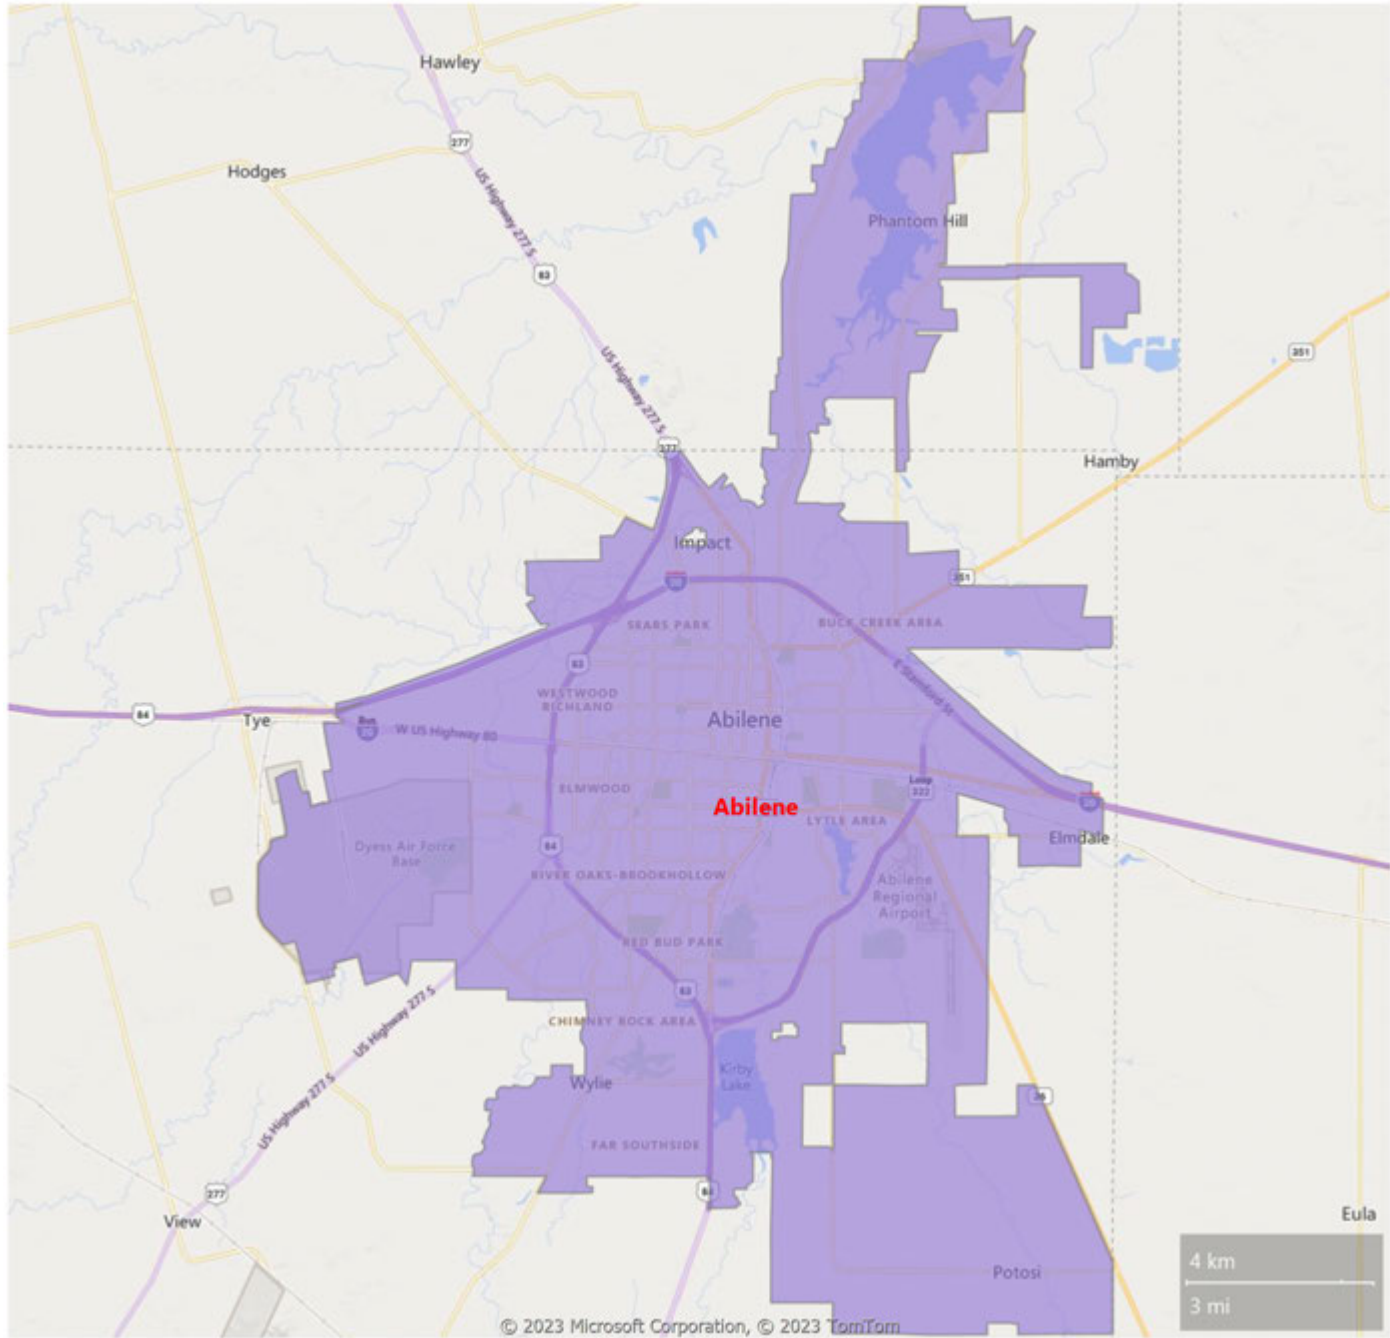 Hawley
277
Hodges
US Highway 277 S
Phantom Hill
83
351
US Highway 277 S
277
Hamby
Impact
20
351
SEARS PARK
BUCK CREEK AREA
83
E Stamford St
WESTWOOD
RICHLAND
84
Tye
Bus.
20
W US Highway 80
Abilene
ELMWOOD
Loop
322
Abilene
20
LYTLE AREA
Elmdale
Dyess Air Force
Base
84
RIVER OAKS-BROOKHOLLOW
Abilene
Regional
Airport
RED BUD PARK
83
US Highway 277 S
CHIMNEY ROCK AREA
Kirby
Lake
Wylie
36
US Highway 277 S
FAR SOUTHSIDE
277
84
View
Eula
Potosi
4 km
3 mi
© 2023 Microsoft Corporation, © 2023 TomTom